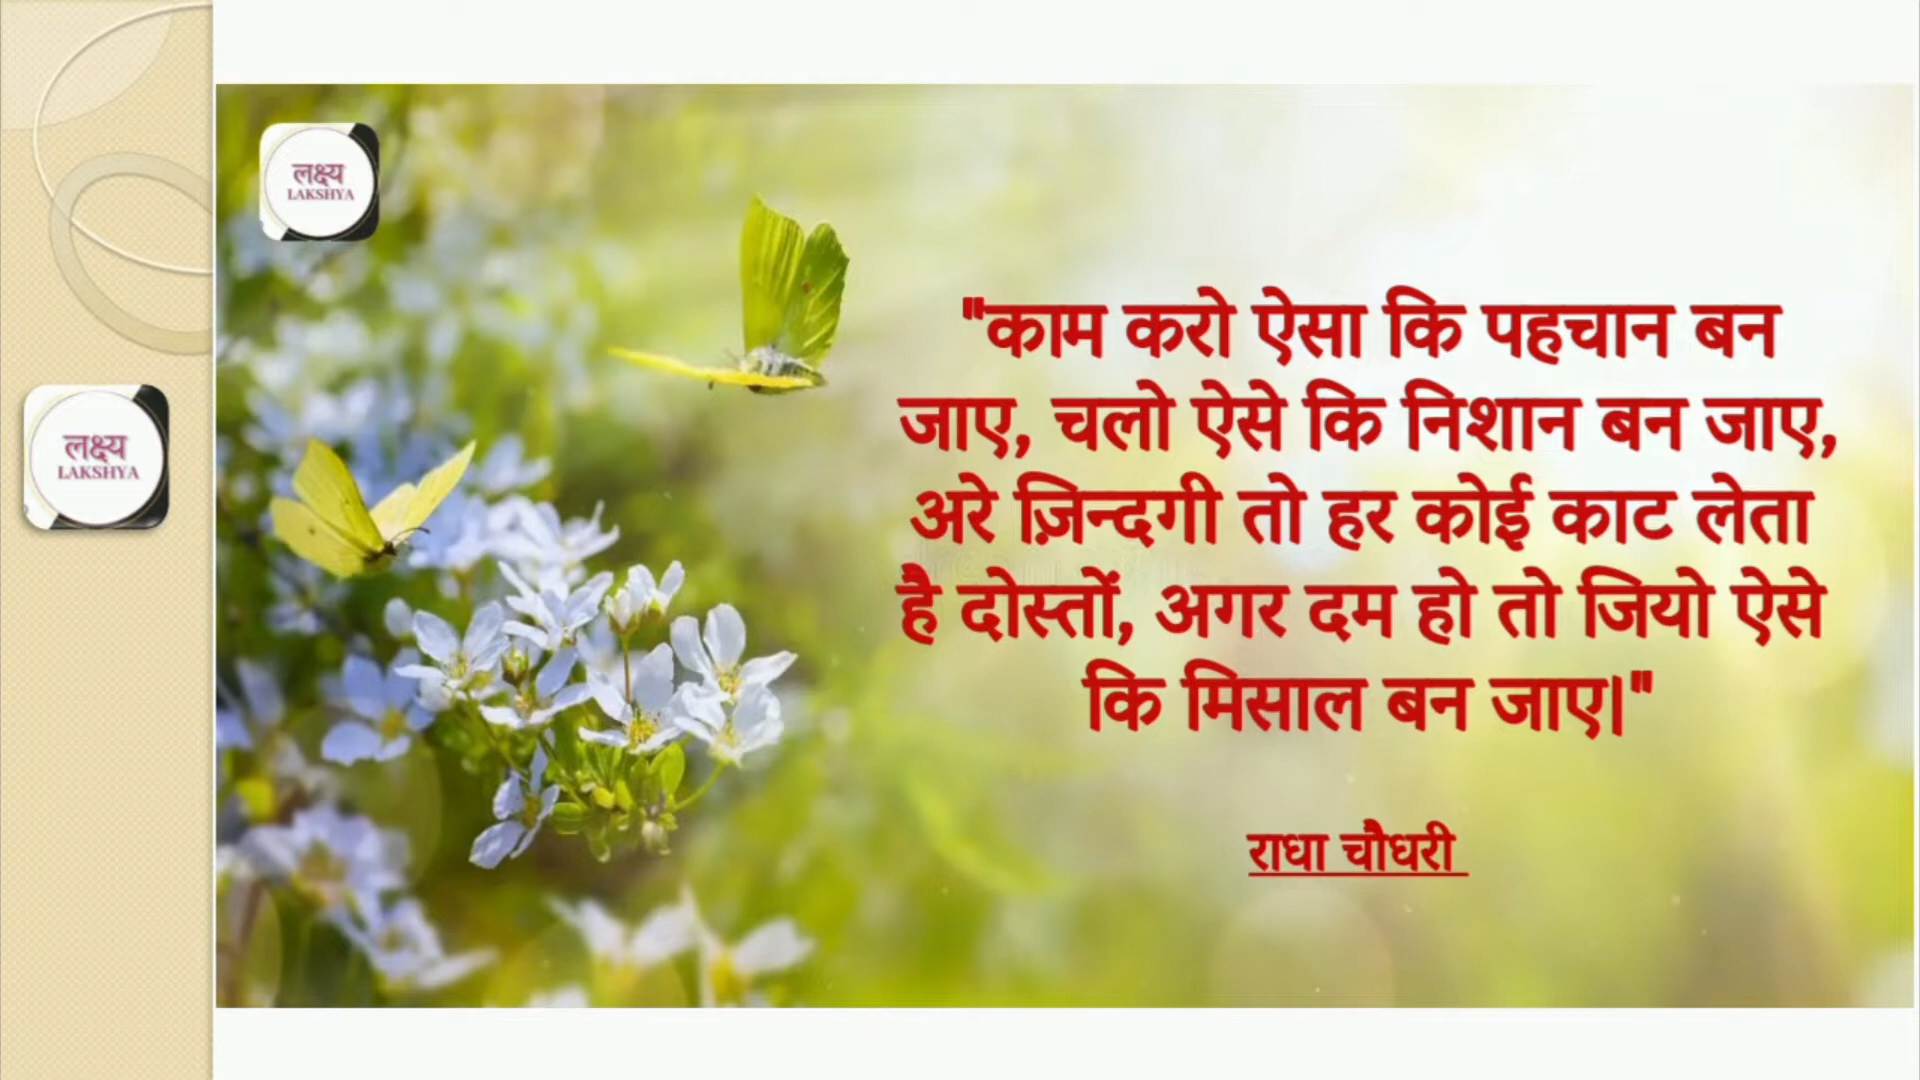 लक्ष्य
LAKSHYA
लक्ष्य
LAKSHYA
"काम करो ऐसा कि पहचान बन
जाए, चलो ऐसे कि निशान बन जाए,
अरे ज़िन्दगी तो हर कोई काट लेता
है दोस्तों, अगर दम हो तो जियो ऐसे
कि मिसाल बन जाए|"
राधा चौधरी